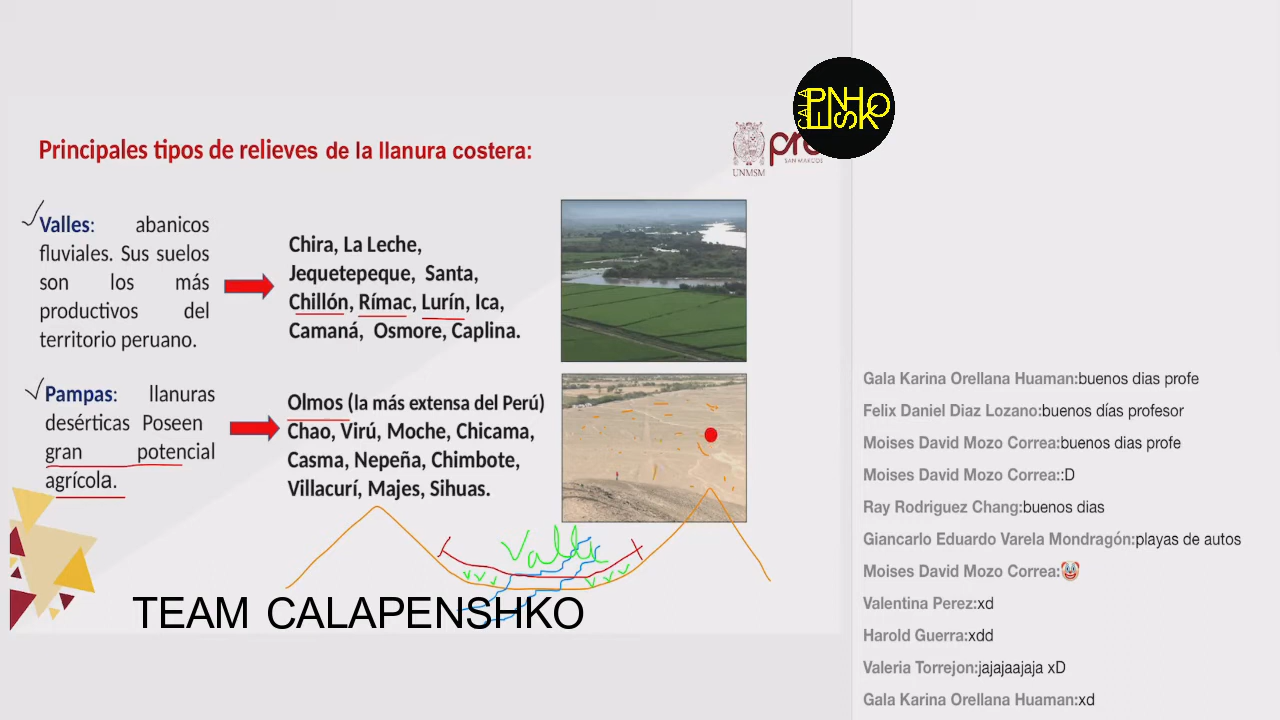 Principales tipos de relieves de la llanura costera:
UNMSM
pre
SAN MARCOS
CALA
PENHO
ESK
Valles: abanicos
fluviales. Sus suelos
son los más
productivos del
territorio peruano.
Chira, La Leche,
Jequetepeque, Santa,
Chillón, Rímac, Lurín, Ica,
Camaná, Osmore, Caplina.
Pampas: llanuras
desérticas Poseen
gran potencial
agrícola.
Olmos (la más extensa del Perú)
Chao, Virú, Moche, Chicama,
Casma, Nepeña, Chimbote,
Villacurí, Majes, Sihuas.
Valle
TEAM CALAPENSHKO
Gala Karina Orellana Huaman:buenos dias profe
Felix Daniel Diaz Lozano:buenos días profesor
Moises David Mozo Correa:buenos dias profe
Moises David Mozo Correa::D
Ray Rodriguez Chang:buenos dias
Giancarlo Eduardo Varela Mondragón:playas de autos
Moises David Mozo Correa:🤡
Valentina Perez:xd
Harold Guerra:xdd
Valeria Torrejon:jajajaajaja xD
Gala Karina Orellana Huaman:xd